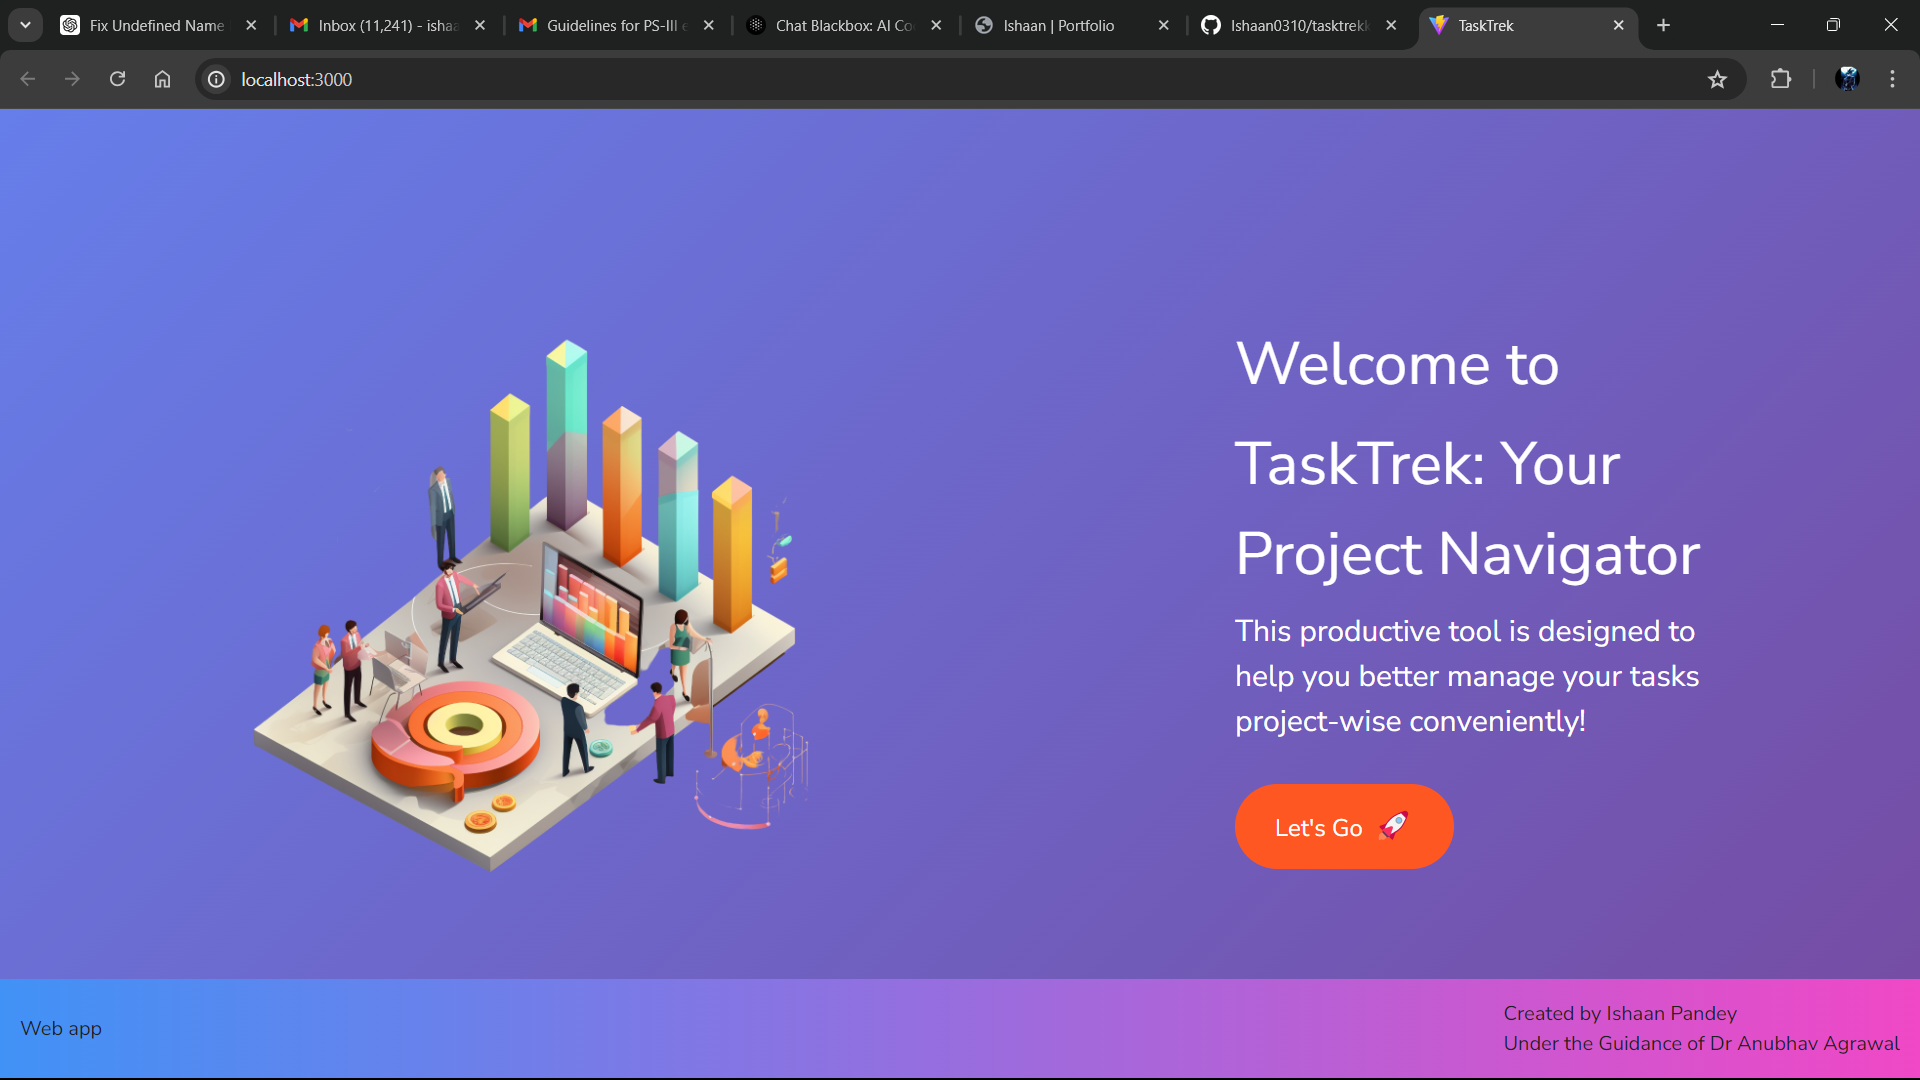 Fix Undefined Name
Inbox (11,241) - ishaa
Guidelines for PS-III e
Chat Blackbox: AI Co
Ishaan | Portfolio
Ishaan0310/tasktrekk
TaskTrek
localhost:3000
Welcome to
TaskTrek: Your
Project Navigator
This productive tool is designed to
help you better manage your tasks
project-wise conveniently!
Let's Go 🚀
Web app
Created by Ishaan Pandey
Under the Guidance of Dr Anubhav Agrawal